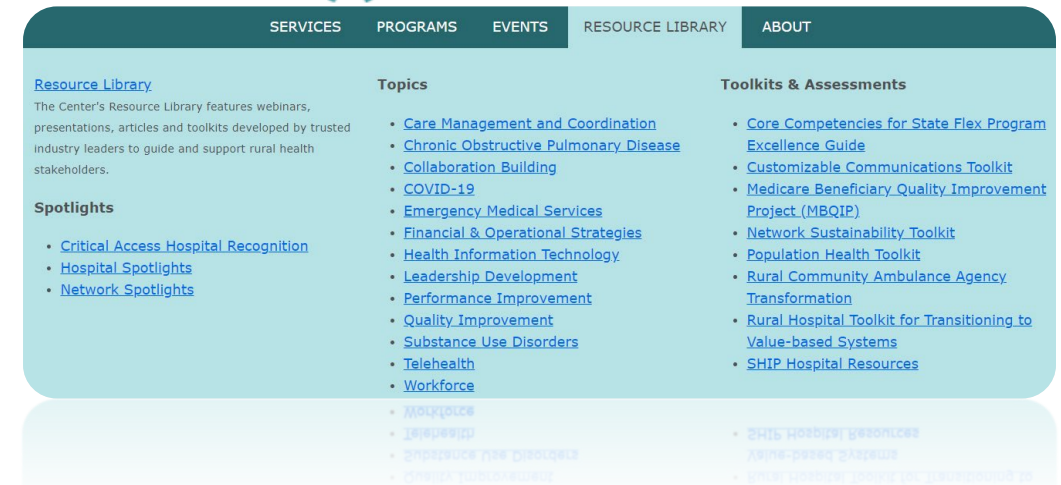 SERVICES PROGRAMS EVENTS RESOURCE LIBRARY ABOUT
Resource Library
The Center's Resource Library features webinars,
presentations, articles and toolkits developed by trusted
industry leaders to guide and support rural health
stakeholders.
Spotlights
• Critical Access Hospital Recognition
• Hospital Spotlights
• Network Spotlights
Topics
• Care Management and Coordination
• Chronic Obstructive Pulmonary Disease
• Collaboration Building
• COVID-19
• Emergency Medical Services
• Financial & Operational Strategies
• Health Information Technology
• Leadership Development
• Performance Improvement
• Quality Improvement
• Substance Use Disorders
• Telehealth
• Workforce
Toolkits & Assessments
• Core Competencies for State Flex Program
Excellence Guide
• Customizable Communications Toolkit
• Medicare Beneficiary Quality Improvement
Project (MBQIP)
• Network Sustainability Toolkit
• Population Health Toolkit
• Rural Community Ambulance Agency
Transformation
• Rural Hospital Toolkit for Transitioning to
Value-based Systems
• SHIP Hospital Resources